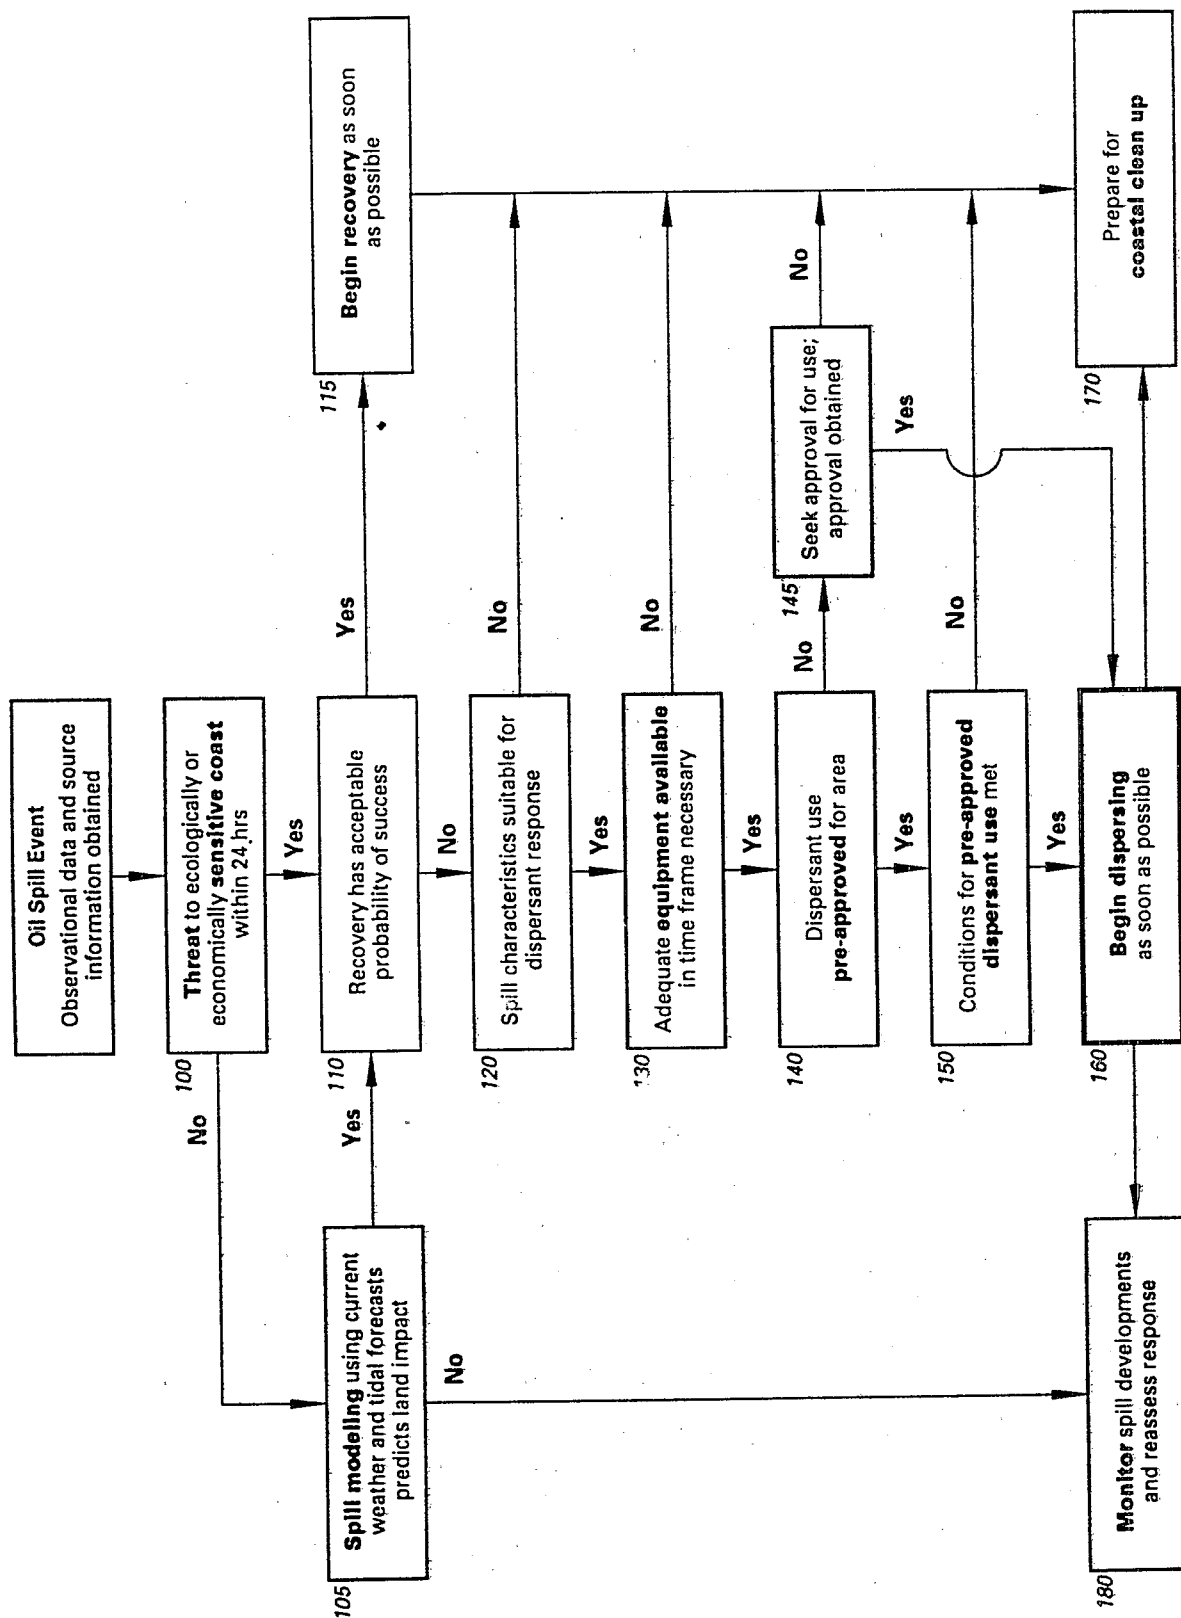 Oil Spill Event
Observational data and source
information obtained
100
Threat to ecologically or
economically sensitive coast
within 24 hrs
No
Yes
105
Spill modeling using current
weather and tidal forecasts
predicts land impact
Yes
No
110
Recovery has acceptable
probability of success
Yes
No
115
Begin recovery as soon
as possible
120
Spill characteristics suitable for
dispersant response
No
Yes
130
Adequate equipment available
in time frame necessary
No
Yes
140
Dispersant use
pre-approved for area
No
Yes
145
Seek approval for use;
approval obtained
No
Yes
150
Conditions for pre-approved
dispersant use met
No
Yes
160
Begin dispersing
as soon as possible
170
Prepare for
coastal clean up
180
Monitor spill developments
and reassess response